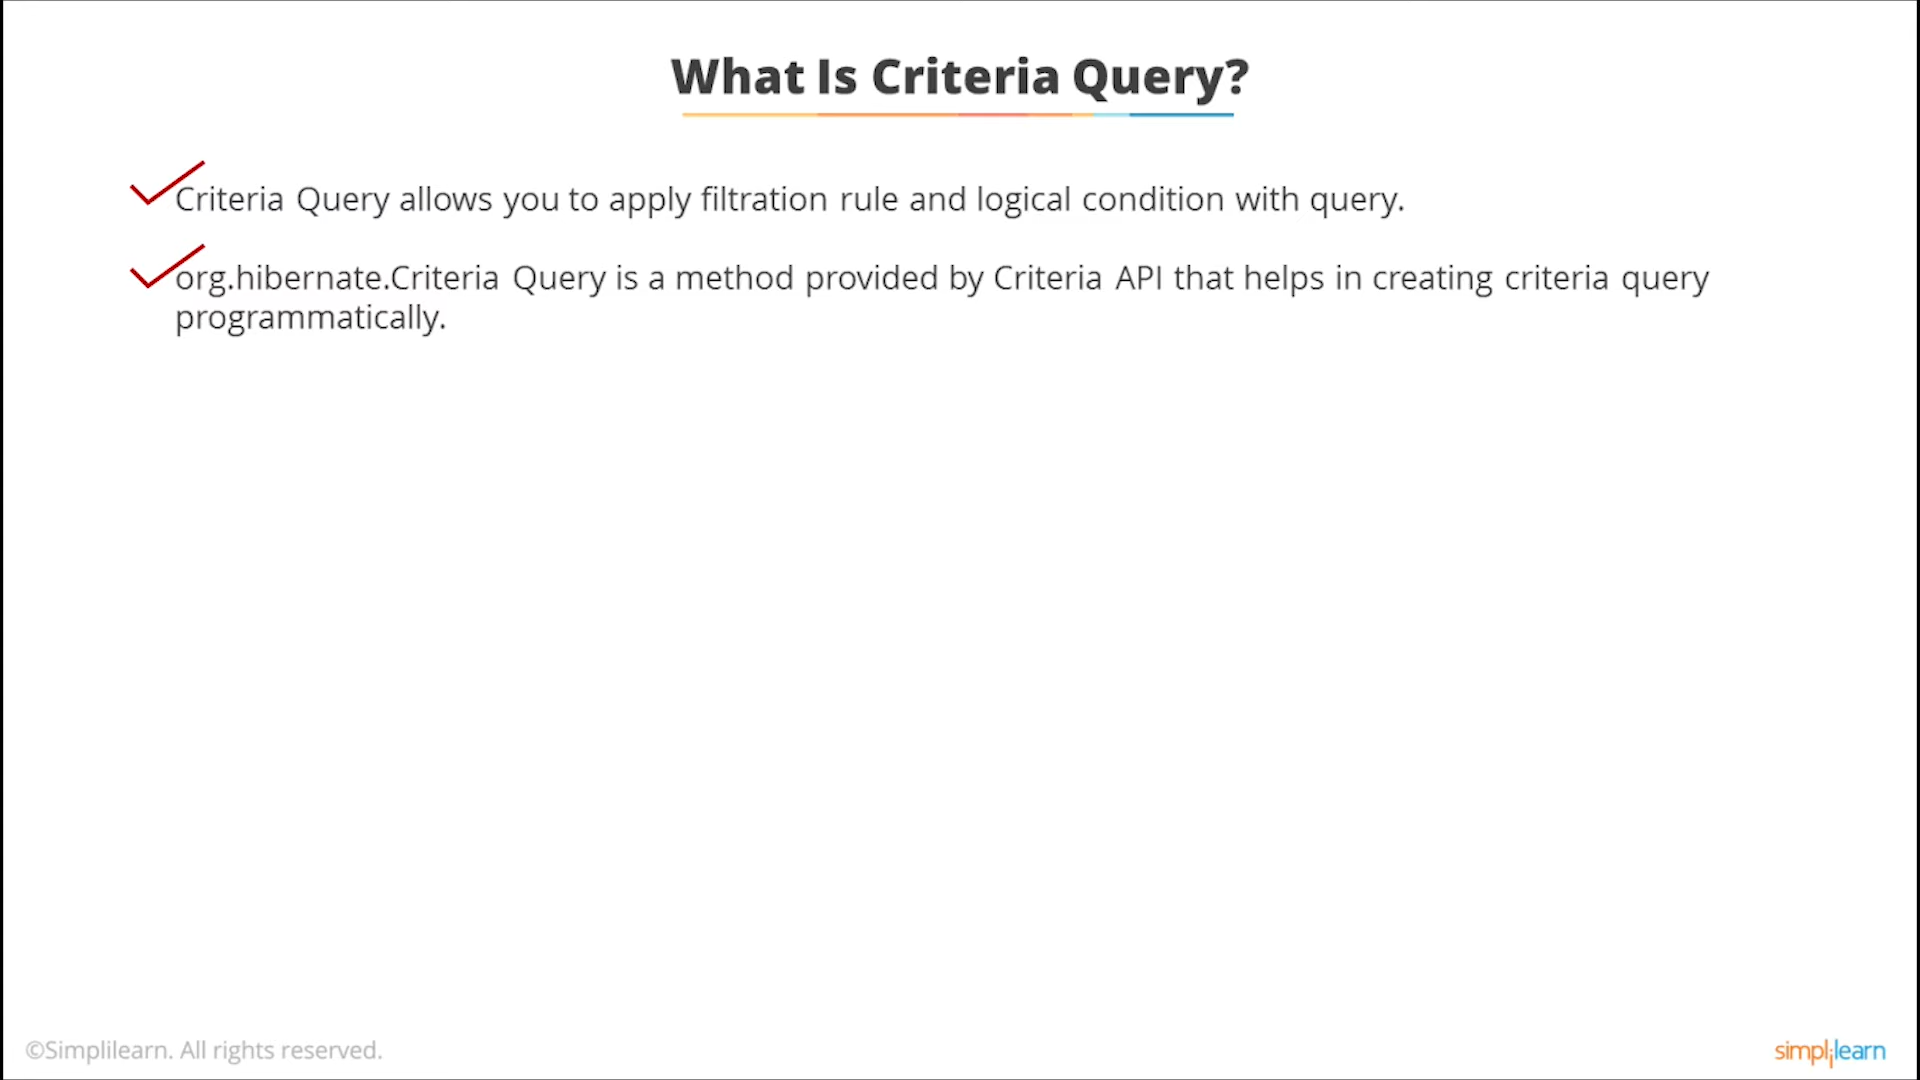 What Is Criteria Query?
Criteria Query allows you to apply filtration rule and logical condition with query.
org.hibernate.Criteria Query is a method provided by Criteria API that helps in creating criteria query
programmatically.
©Simplilearn. All rights reserved.
simplilearn